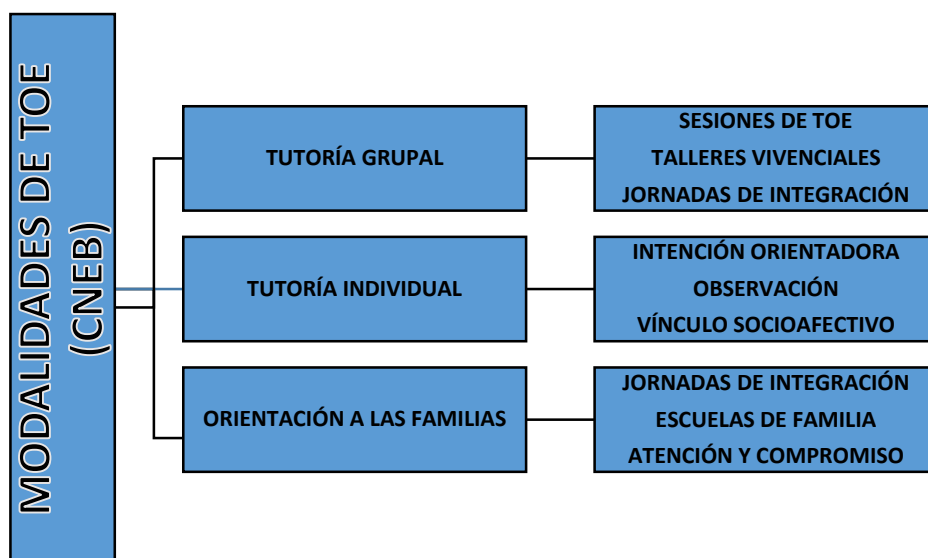 MODALIDADES DE TOE
(CNEB)
TUTORÍA GRUPAL
SESIONES DE TOE
TALLERES VIVENCIALES
JORNADAS DE INTEGRACIÓN
TUTORÍA INDIVIDUAL
INTENCIÓN ORIENTADORA
OBSERVACIÓN
VÍNCULO SOCIOAFECTIVO
ORIENTACIÓN A LAS FAMILIAS
JORNADAS DE INTEGRACIÓN
ESCUELAS DE FAMILIA
ATENCIÓN Y COMPROMISO